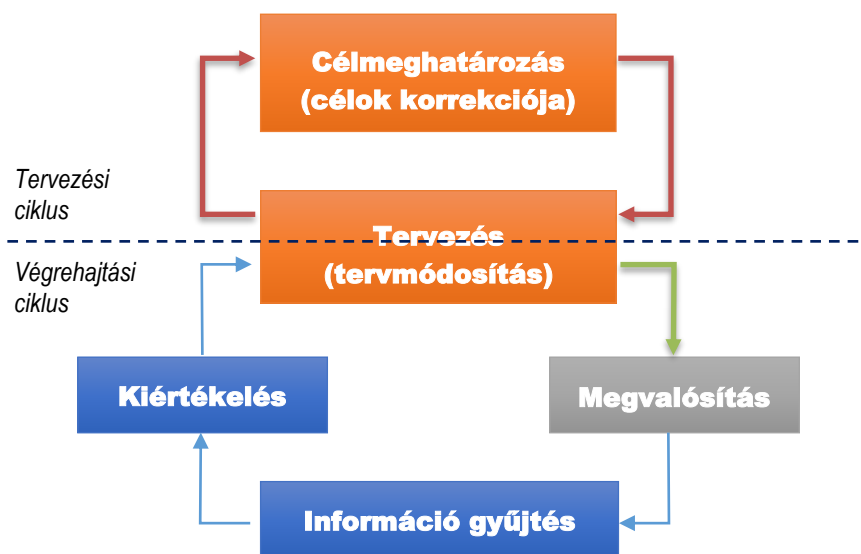 Célmeghatározás
(célok korrekciója)
Tervezési
ciklus
Tervezés
(tervmódosítás)
Végrehajtási
ciklus
Kiértékelés
Megvalósítás
Információ gyűjtés